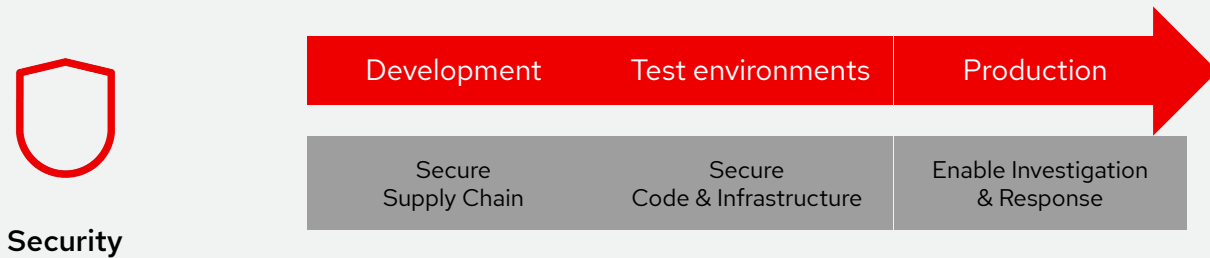 Development
Test environments
Production
Secure
Supply Chain
Secure
Code & Infrastructure
Enable Investigation
& Response
Security